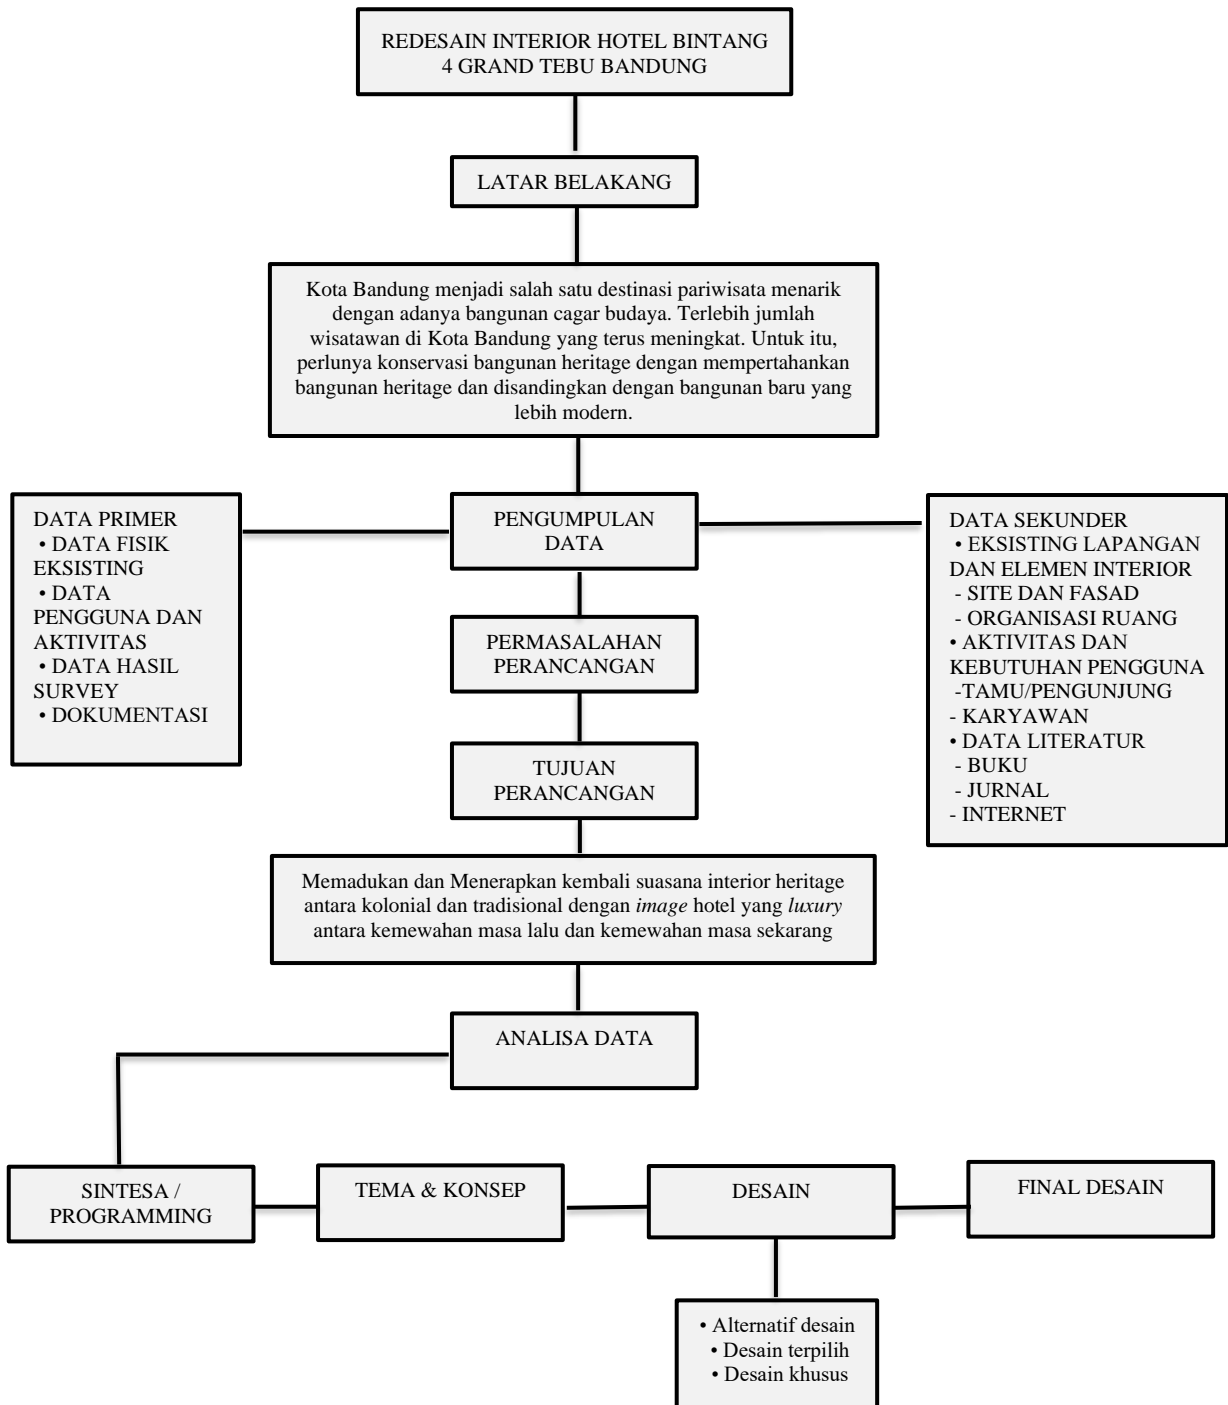 REDESAIN INTERIOR HOTEL BINTANG
4 GRAND TEBU BANDUNG
LATAR BELAKANG
Kota Bandung menjadi salah satu destinasi pariwisata menarik
dengan adanya bangunan cagar budaya. Terlebih jumlah
wisatawan di Kota Bandung yang terus meningkat. Untuk itu,
perlunya konservasi bangunan heritage dengan mempertahankan
bangunan heritage dan disandingkan dengan bangunan baru yang
lebih modern.
DATA PRIMER
• DATA FISIK
EKSISTING
• DATA
PENGGUNA DAN
AKTIVITAS
• DATA HASIL
SURVEY
• DOKUMENTASI
PENGUMPULAN
DATA
DATA SEKUNDER
• EKSISTING LAPANGAN
DAN ELEMEN INTERIOR
- SITE DAN FASAD
- ORGANISASI RUANG
• AKTIVITAS DAN
KEBUTUHAN PENGGUNA
-TAMU/PENGUNJUNG
- KARYAWAN
• DATA LITERATUR
- BUKU
- JURNAL
- INTERNET
PERMASALAHAN
PERANCANGAN
TUJUAN
PERANCANGAN
Memadukan dan Menerapkan kembali suasana interior heritage
antara kolonial dan tradisional dengan image hotel yang luxury
antara kemewahan masa lalu dan kemewahan masa sekarang
ANALISA DATA
SINTESA /
PROGRAMMING
TEMA & KONSEP
DESAIN
FINAL DESAIN
• Alternatif desain
• Desain terpilih
• Desain khusus